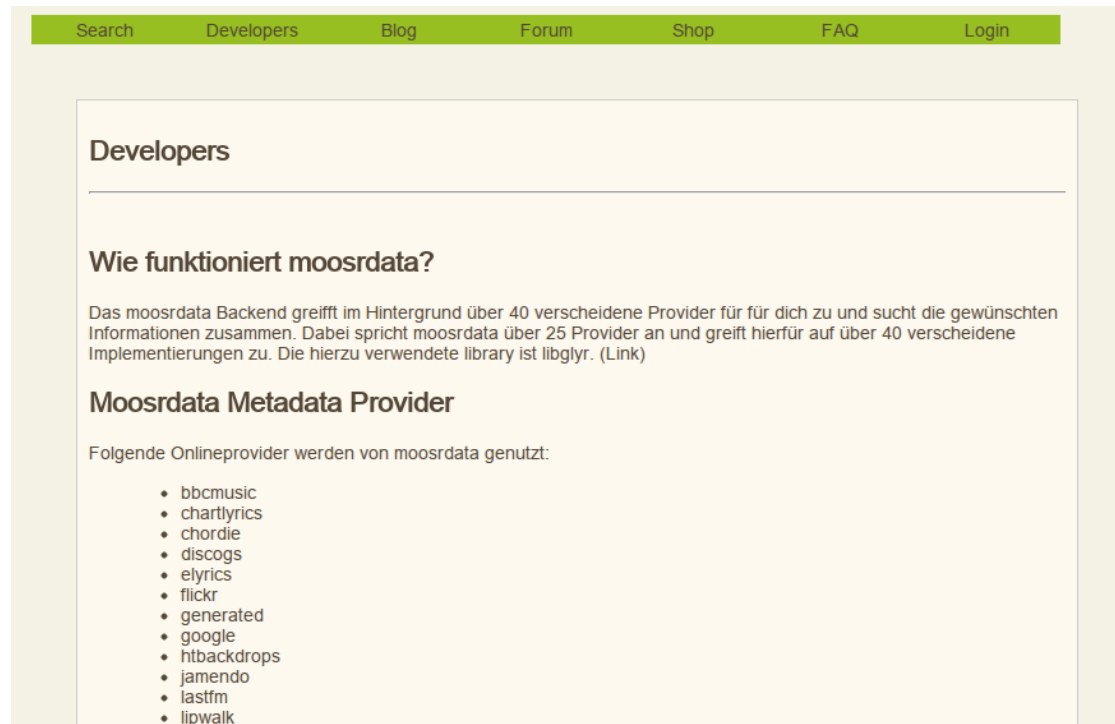 Search Developers Blog Forum Shop FAQ Login
Developers
Wie funktioniert moosrdata?
Das moosrdata Backend greifft im Hintergrund über 40 verscheidene Provider für für dich zu und sucht die gewünschten
Informationen zusammen. Dabei spricht moosrdata über 25 Provider an und greift hierfür auf über 40 verscheidene
Implementierungen zu. Die hierzu verwendete library ist libglyr. (Link)
Moosrdata Metadata Provider
Folgende Onlineprovider werden von moosrdata genutzt:
• bbcmusic
• chartlyrics
• chordie
• discogs
• elyrics
• flickr
• generated
• google
• htbackdrops
• jamendo
• lastfm
• lipwalk